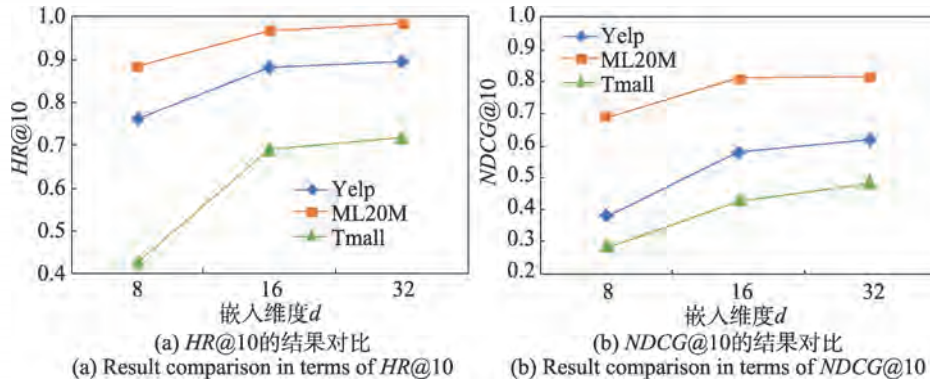 1.0
0.9
0.8
0.7
0.6
0.5
0.4
HR@10
Yelp
ML20M
Tmall
8 16 32
嵌入维度d
(a) HR@10的结果对比
(a) Result comparison in terms of HR@10
1.0
0.9
0.8
0.7
0.6
0.5
0.4
0.3
0.2
NDCG@10
Yelp
ML20M
Tmall
8 16 32
嵌入维度d
(b) NDCG@10的结果对比
(b) Result comparison in terms of NDCG@10